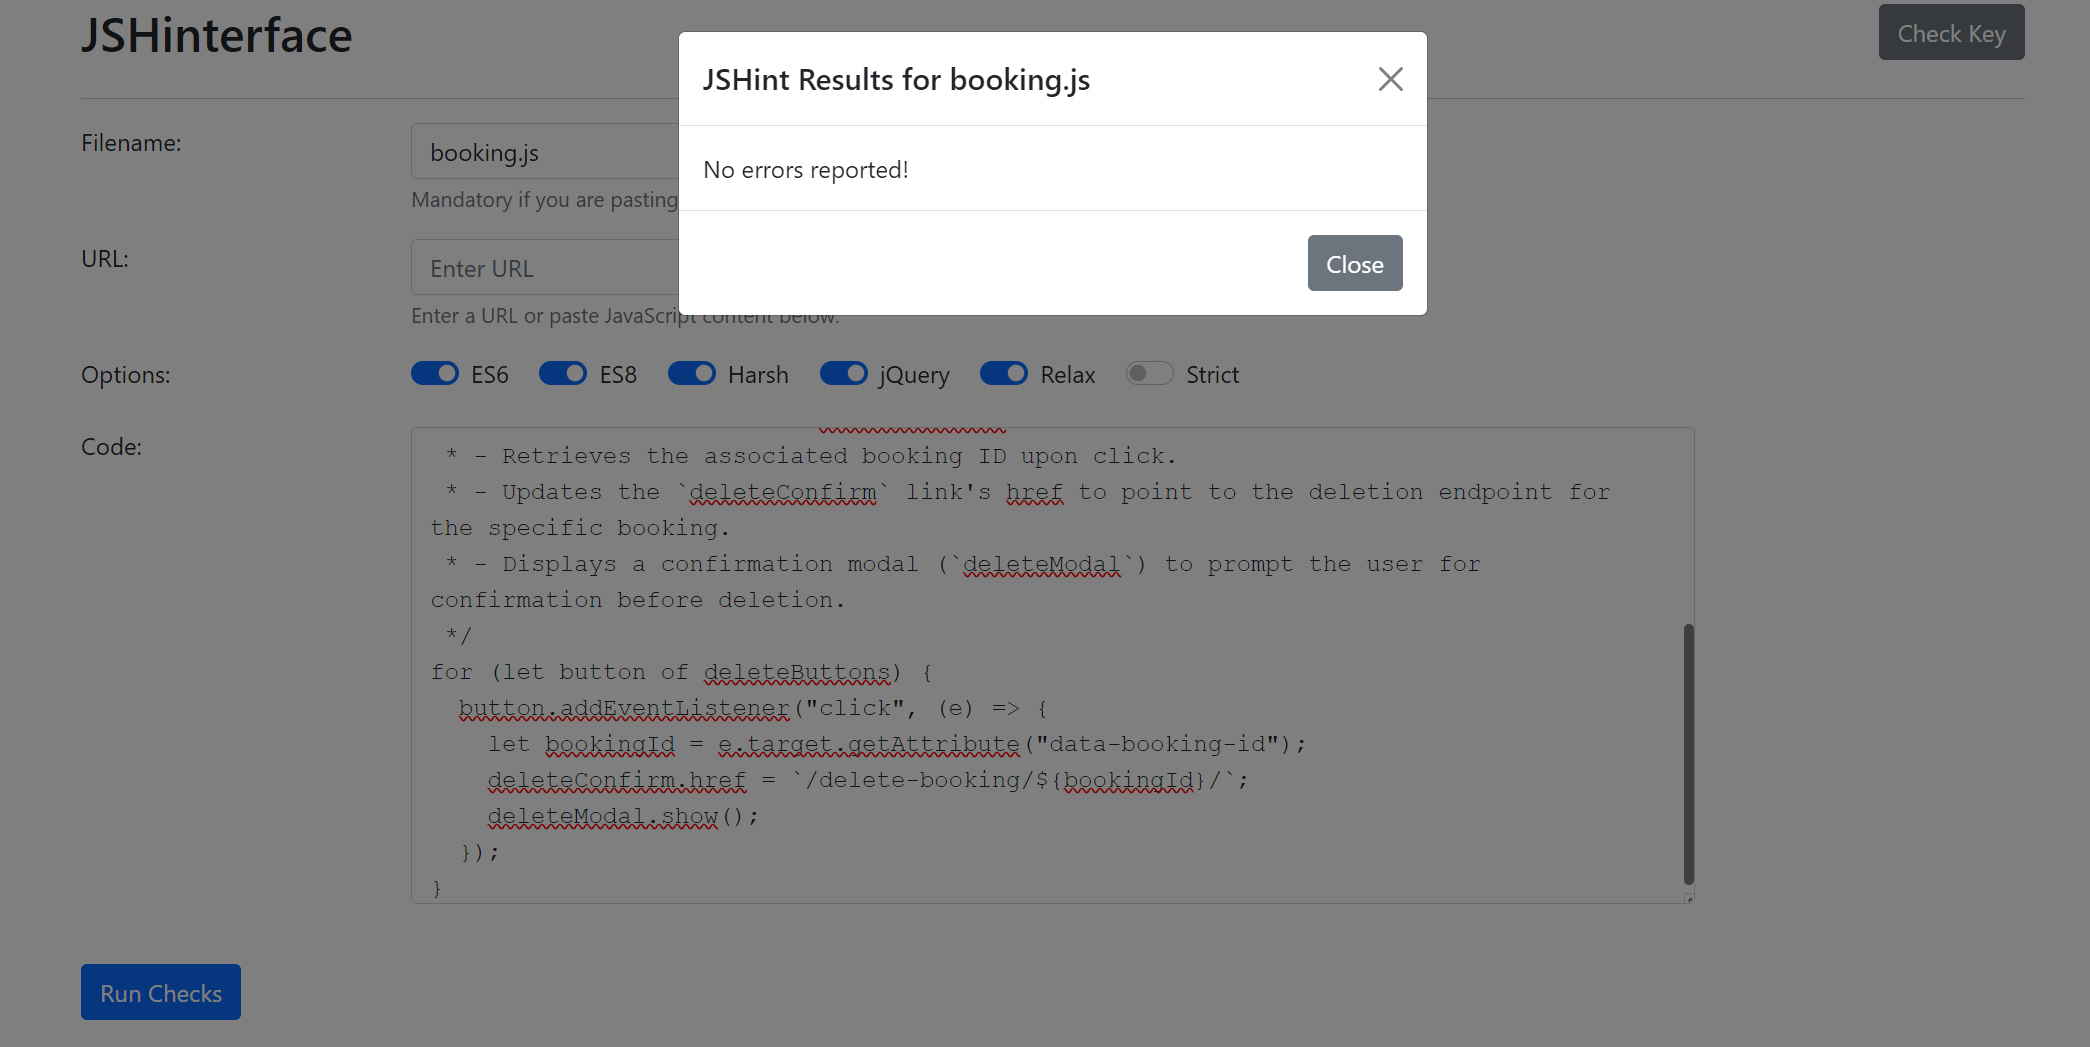 JSHinterface
Check Key
JSHint Results for booking.js
No errors reported!
Close
Filename:
booking.js
Mandatory if you are pasting
URL:
Enter URL
Enter a URL or paste JavaScript content below.
Options:
ES6 ES8 Harsh jQuery Relax Strict
Code:
* - Retrieves the associated booking ID upon click.
* - Updates the `deleteConfirm` link's href to point to the deletion endpoint for
the specific booking.
* - Displays a confirmation modal (`deleteModal`) to prompt the user for
confirmation before deletion.
*/
for (let button of deleteButtons) {
button.addEventListener("click", (e) => {
let bookingId = e.target.getAttribute("data-booking-id");
deleteConfirm.href = `/delete-booking/${bookingId}/`;
deleteModal.show();
});
}
Run Checks